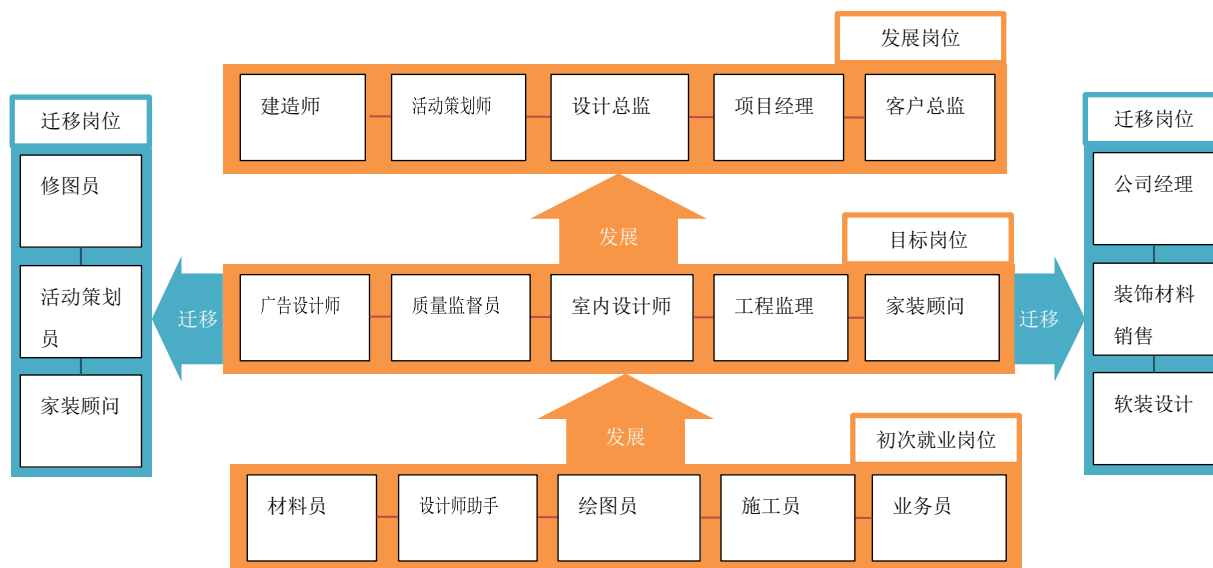 发展岗位
建造师
活动策划师
设计总监
项目经理
客户总监
迁移岗位
修图员
活动策划
员
家装顾问
迁移岗位
公司经理
装饰材料
销售
软装设计
发展
目标岗位
迁移
广告设计师
质量监督员
室内设计师
工程监理
家装顾问
迁移
发展
初次就业岗位
材料员
设计师助手
绘图员
施工员
业务员